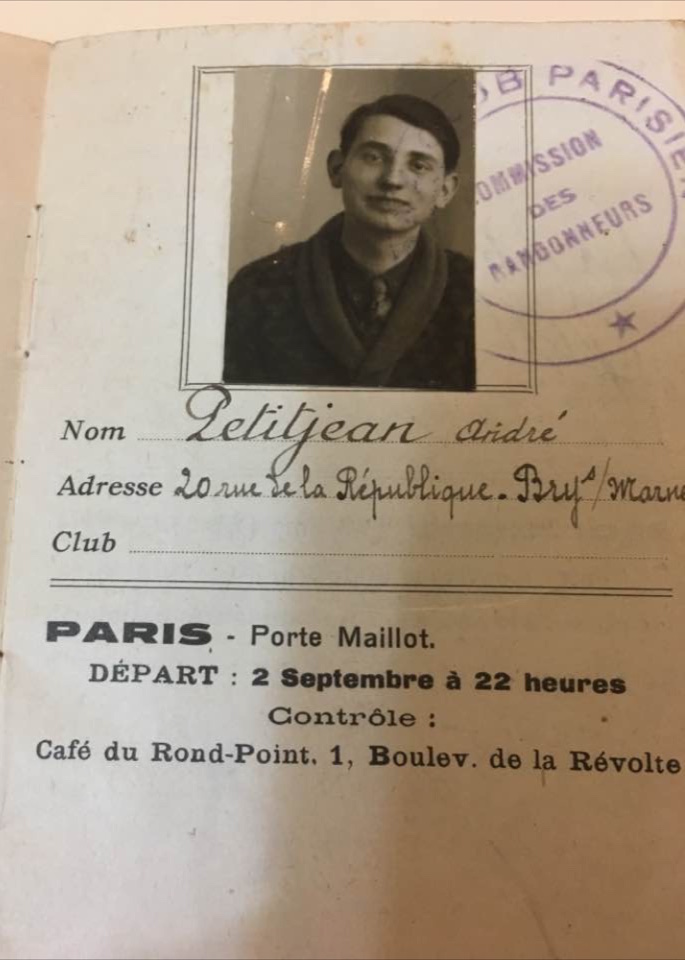 UB PARISIEN
COMMISSION
DES
RANDONNEURS
Nom Petitjean André
Adresse 20 rue de la République. Bry s/ Marne
Club
PARIS - Porte Maillot.
DÉPART : 2 Septembre à 22 heures
Contrôle :
Café du Rond-Point. 1, Boulev. de la Révolte